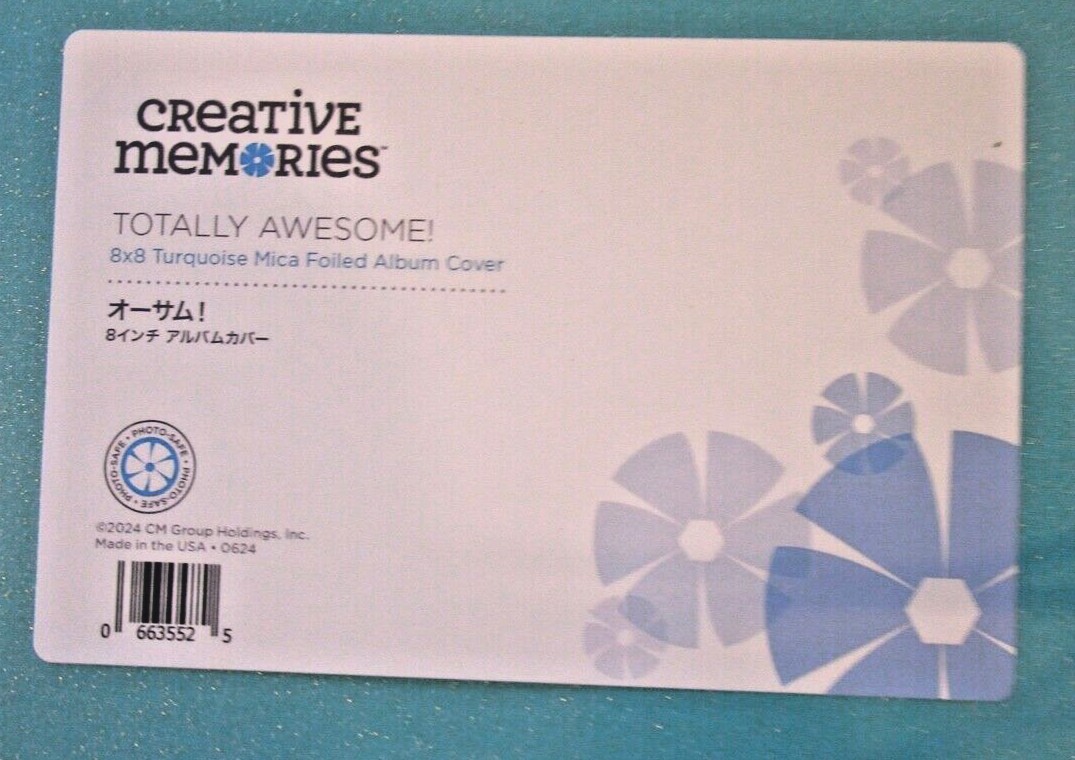 CREATIVE
MEMORIES™
TOTALLY AWESOME!
8x8 Turquoise Mica Foiled Album Cover
オーサム!
8インチ アルバムカバー
PHOTO-SAFE • PHOTO-SAFE • PHOTO-SAFE •
©2024 CM Group Holdings, Inc.
Made in the USA • 0624
0 663552 5